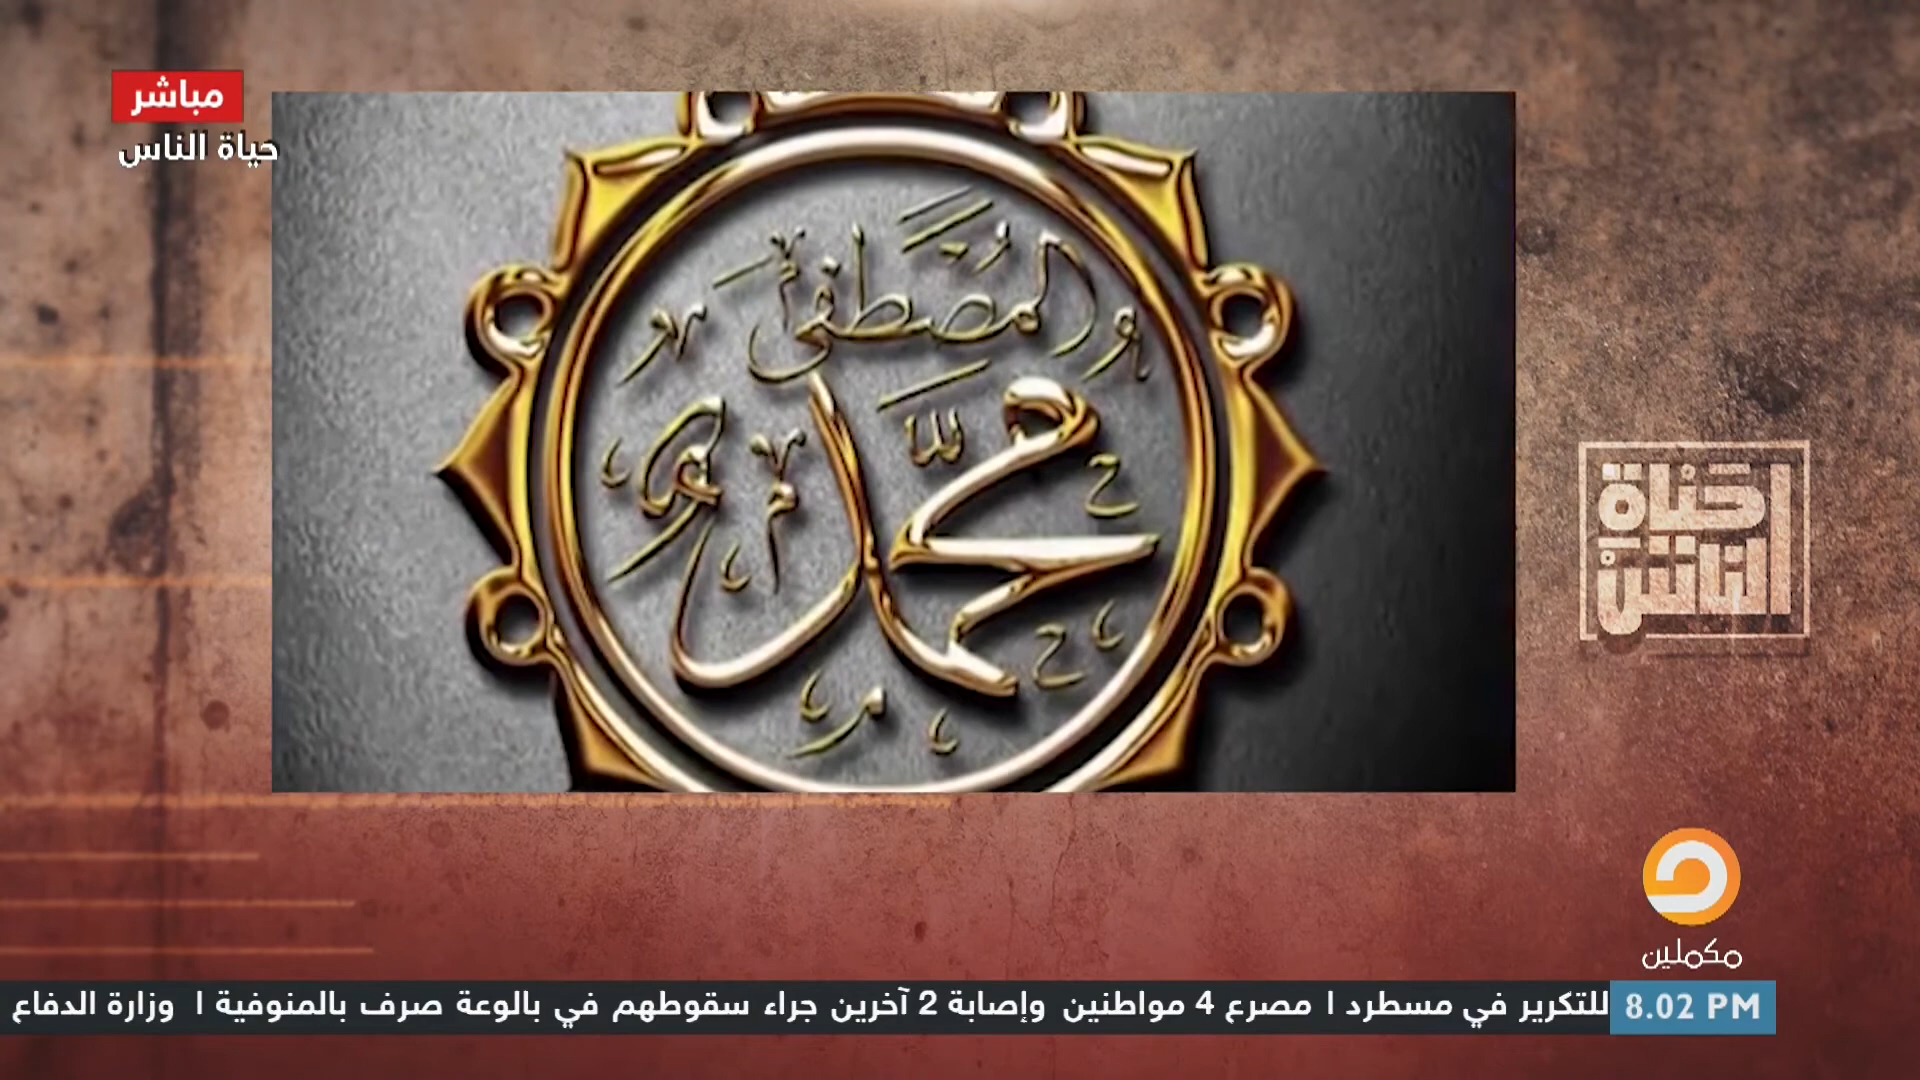 مباشر
حياة الناس
المصطفى
محمد
حياة
الناس
مكملين
للتكرير في مسطرد | مصرع 4 مواطنين وإصابة 2 آخرين جراء سقوطهم في بالوعة صرف بالمنوفية | وزارة الدفاع
8.02 PM